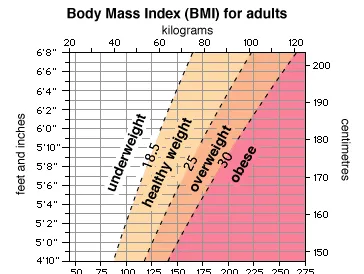 Body Mass Index (BMI) for adults
kilograms
20 40 60 80 100 120
6'8"
6'6"
6'4"
6'2"
6'0"
5'10"
5'8"
5'6"
5'4"
5'2"
5'0"
4'10"
feet and inches
underweight
18.5
healthy weight
25
overweight
30
obese
200
190
180
170
160
150
centimetres
50 75 100 125 150 175 200 225 250 275